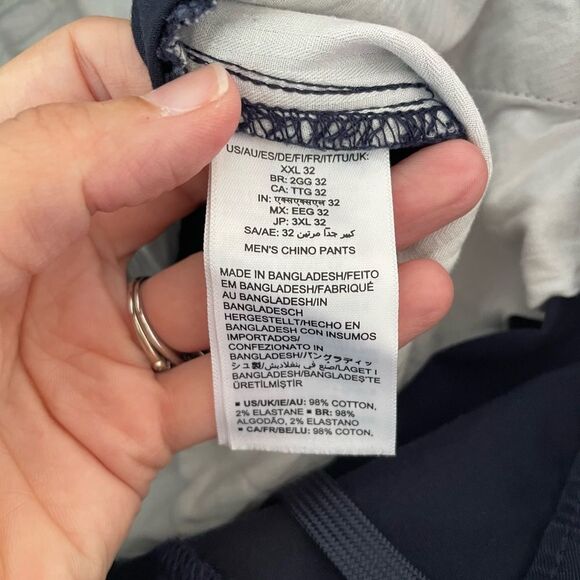 US/AU/ES/DE/FI/FR/IT/TU/UK:
XXL 32
BR: 2GG 32
CA: TTG 32
IN: एक्सएक्सएल 32
MX: EEG 32
JP: 3XL 32
SA/AE: 32 كبير جدًا مرتين
MEN'S CHINO PANTS
MADE IN BANGLADESH/FEITO
EM BANGLADESH/FABRIQUÉ
AU BANGLADESH/IN
BANGLADESCH
HERGESTELLT/HECHO EN
BANGLADESH CON INSUMOS
IMPORTADOS/
CONFEZIONATO IN
BANGLADESH/バングラディッ
シュ製/صنع في بنغلاديش/LAGET I
BANGLADESH/BANGLADEŞ'TE
ÜRETİLMİŞTİR
▪ US/UK/IE/AU: 98% COTTON,
2% ELASTANE ▪ BR: 98%
ALGODÃO, 2% ELASTANO
▪ CA/FR/BE/LU: 98% COTON,